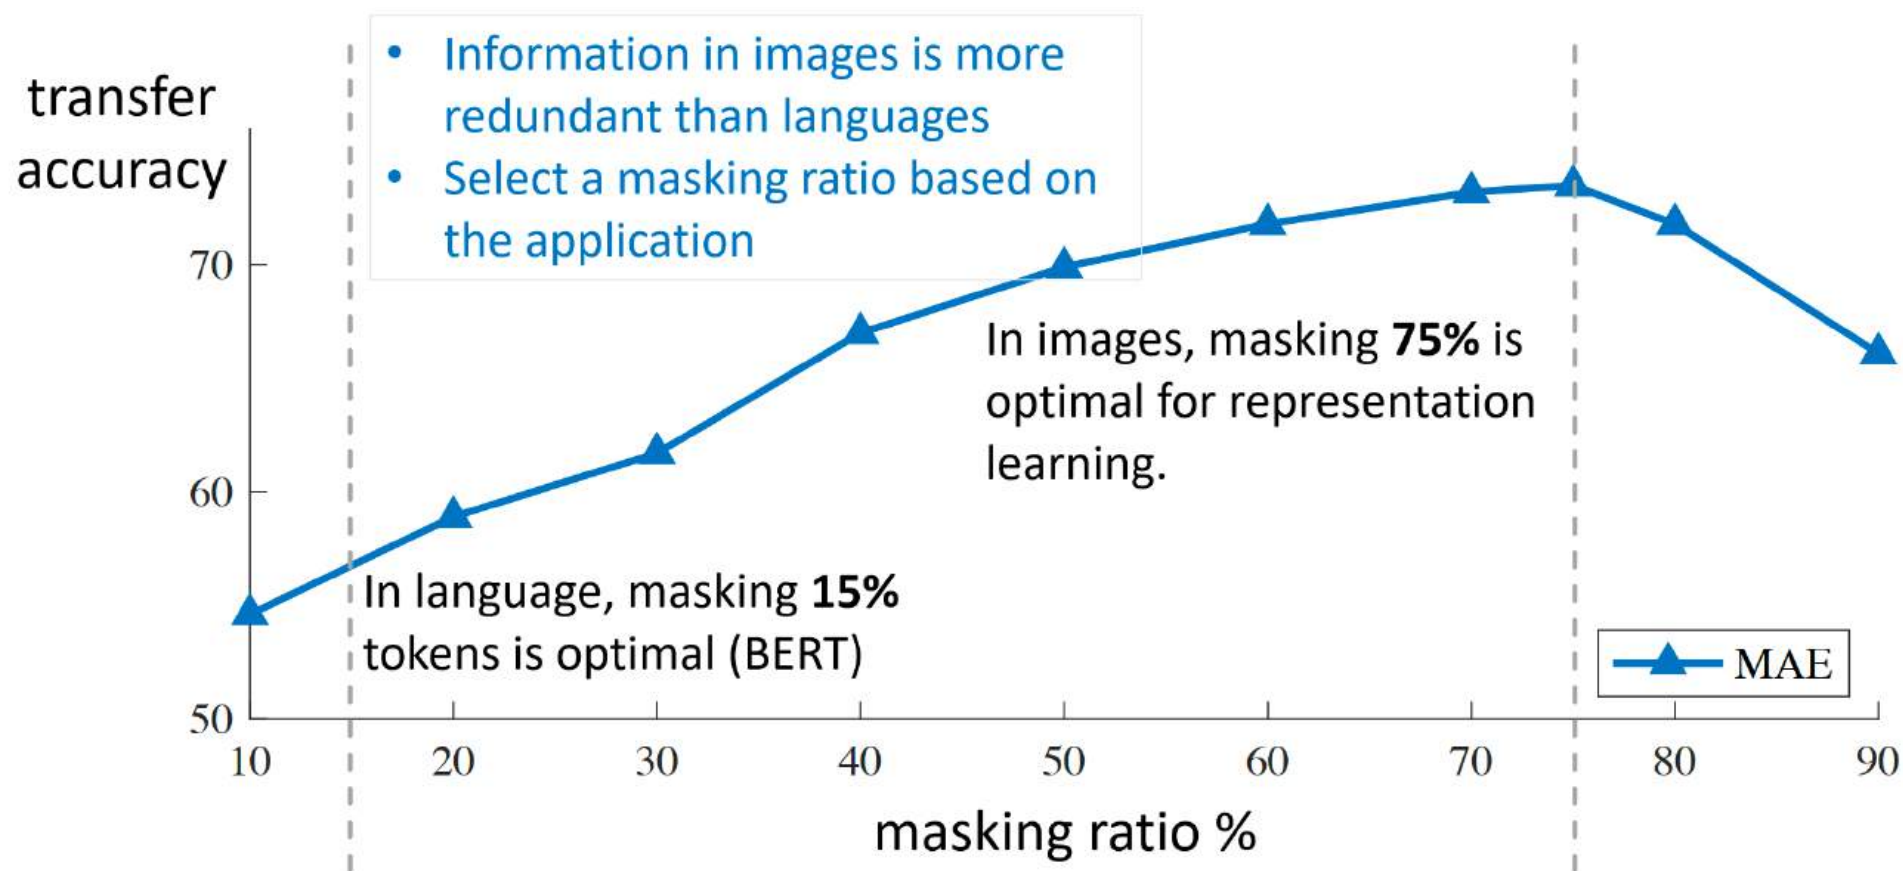 • Information in images is more
redundant than languages
• Select a masking ratio based on
the application
transfer
accuracy
70
60
50
In images, masking 75% is
optimal for representation
learning.
In language, masking 15%
tokens is optimal (BERT)
MAE
10 20 30 40 50 60 70 80 90
masking ratio %